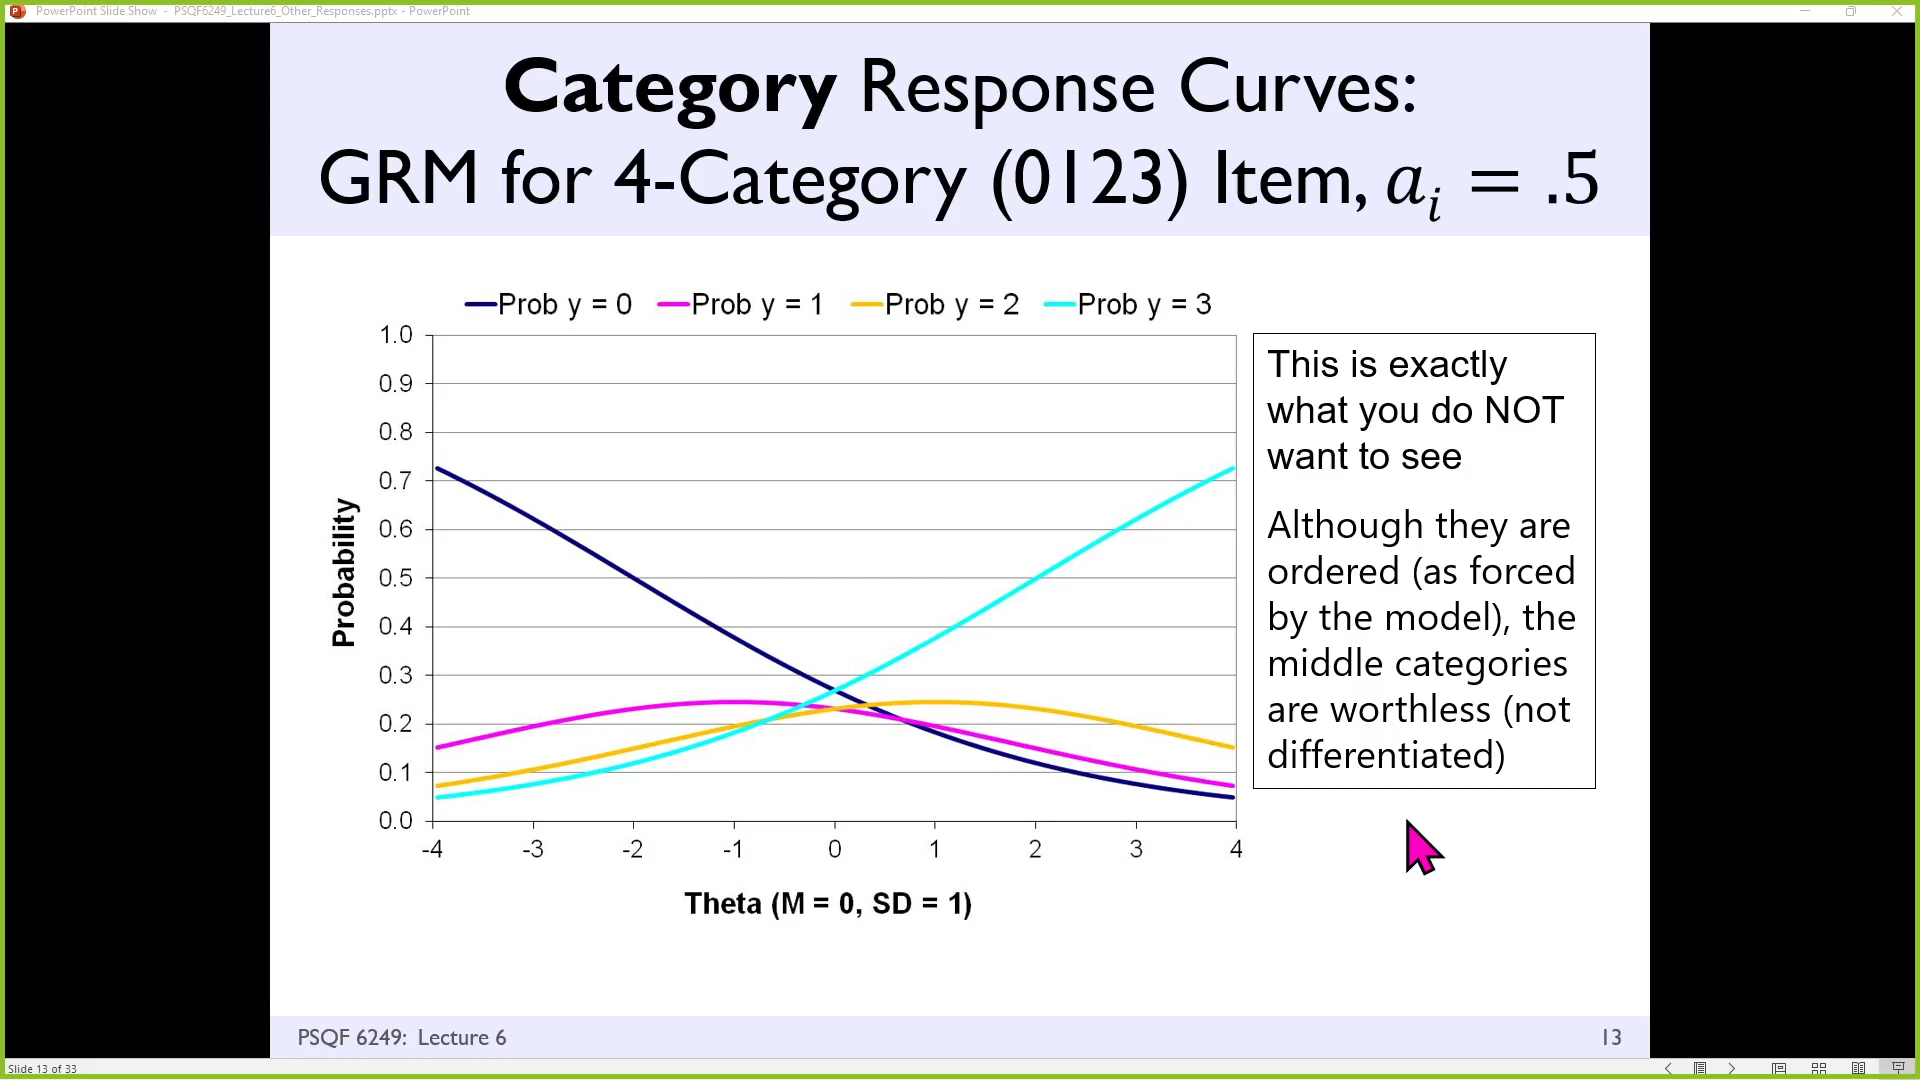 PowerPoint Slide Show - PSQF6249_Lecture6_Other_Responses.pptx - PowerPoint
Category Response Curves:
GRM for 4-Category (0123) Item, aᵢ = .5
Prob y = 0 Prob y = 1 Prob y = 2 Prob y = 3
1.0
0.9
0.8
0.7
0.6
0.5
0.4
0.3
0.2
0.1
0.0
Probability
-4 -3 -2 -1 0 1 2 3 4
Theta (M = 0, SD = 1)
This is exactly
what you do NOT
want to see
Although they are
ordered (as forced
by the model), the
middle categories
are worthless (not
differentiated)
PSQF 6249: Lecture 6
13
Slide 13 of 33